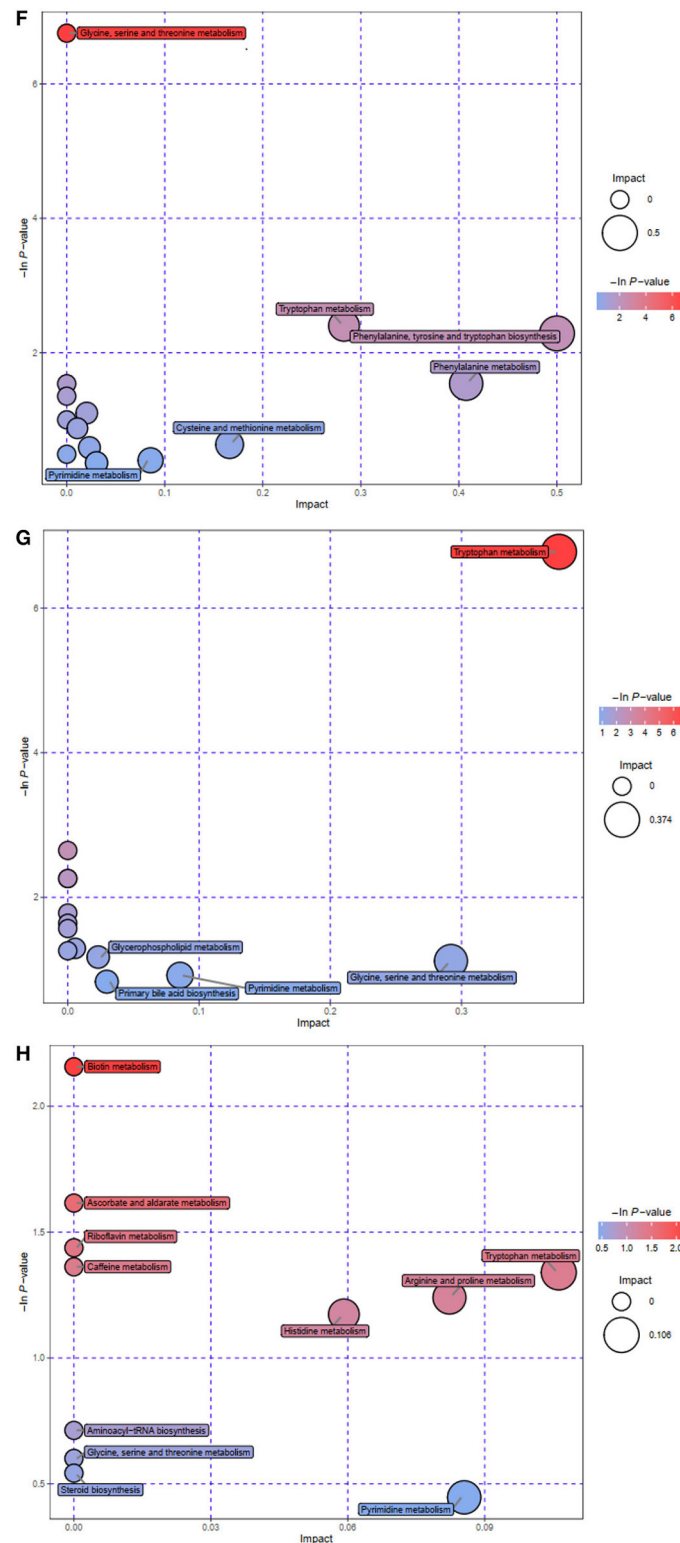 F
Glycine, serine and threonine metabolism
6
4
2
−ln P−value
Tryptophan metabolism
Phenylalanine, tyrosine and tryptophan biosynthesis
Phenylalanine metabolism
Cysteine and methionine metabolism
Pyrimidine metabolism
0.0 0.1 0.2 0.3 0.4 0.5
Impact
Impact
0
0.5
−ln P−value
2 4 6
G
Tryptophan metabolism
6
4
2
−ln P−value
Glycerophospholipid metabolism
Glycine, serine and threonine metabolism
Pyrimidine metabolism
Primary bile acid biosynthesis
0.0 0.1 0.2 0.3
Impact
−ln P−value
1 2 3 4 5 6
Impact
0
0.374
H
Biotin metabolism
2.0
Ascorbate and aldarate metabolism
1.5
Riboflavin metabolism
Tryptophan metabolism
Caffeine metabolism
Arginine and proline metabolism
−ln P−value
Histidine metabolism
1.0
Aminoacyl−tRNA biosynthesis
Glycine, serine and threonine metabolism
Steroid biosynthesis
0.5
Pyrimidine metabolism
0.00 0.03 0.06 0.09
Impact
−ln P−value
0.5 1.0 1.5 2.0
Impact
0
0.106